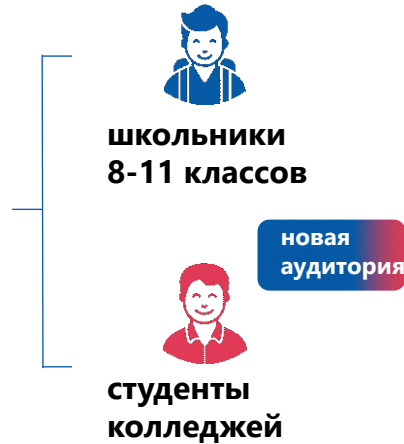 школьники
8-11 классов
новая
аудитория
студенты
колледжей